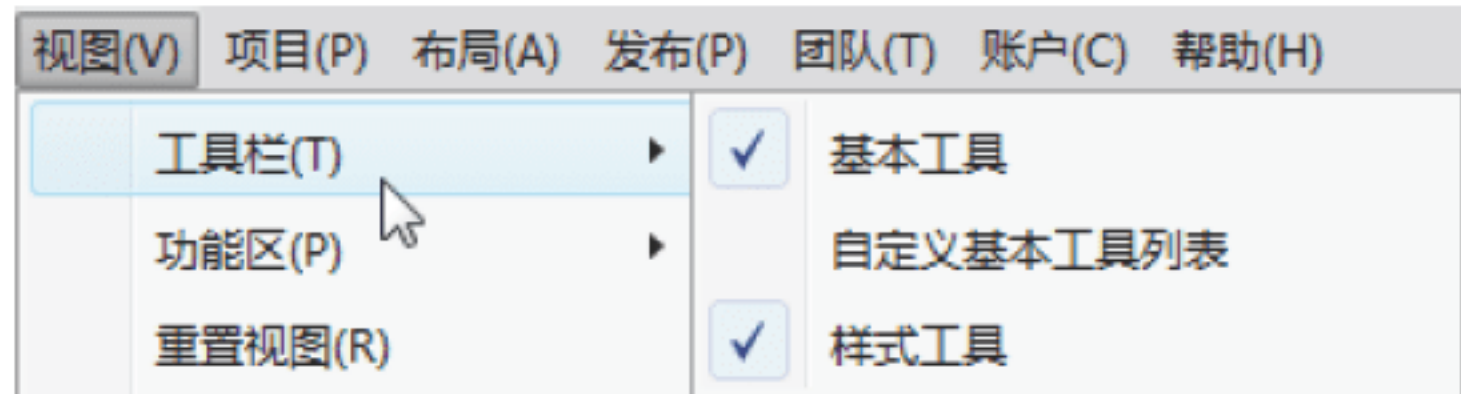 视图(V) 项目(P) 布局(A) 发布(P) 团队(T) 账户(C) 帮助(H)
工具栏(T) 基本工具
功能区(P) 自定义基本工具列表
重置视图(R) 样式工具